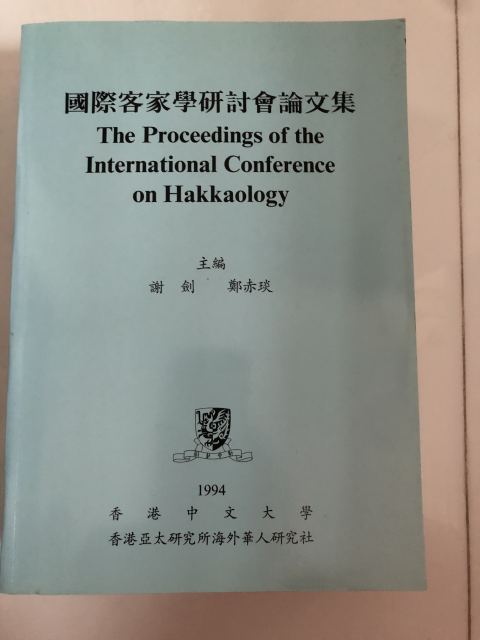 國際客家學研討會論文集
The Proceedings of the
International Conference
on Hakkaology
主編
謝 劍 鄭赤琰
1994
香 港 中 文 大 學
香港亞太研究所海外華人研究社